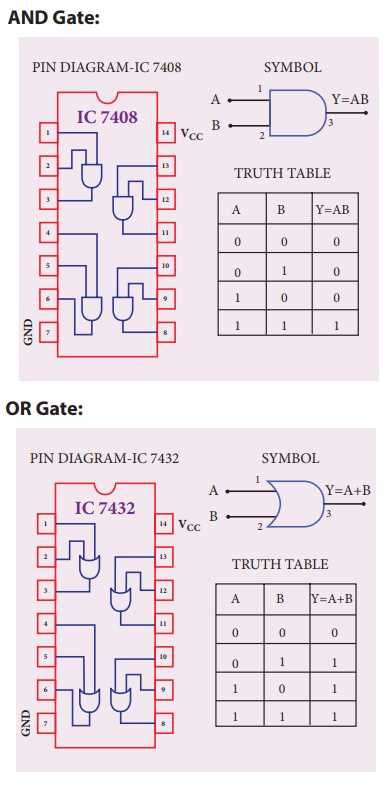 AND Gate:
PIN DIAGRAM-IC 7408
SYMBOL
IC 7408
1
2
3
4
5
6
7
GND
14 VCC
13
12
11
10
9
8
A
B
1
2
3
Y=AB
TRUTH TABLE
A B Y=AB
0 0 0
0 1 0
1 0 0
1 1 1
OR Gate:
PIN DIAGRAM-IC 7432
SYMBOL
IC 7432
1
2
3
4
5
6
7
GND
14 VCC
13
12
11
10
9
8
A
B
1
2
3
Y=A+B
TRUTH TABLE
A B Y=A+B
0 0 0
0 1 1
1 0 1
1 1 1